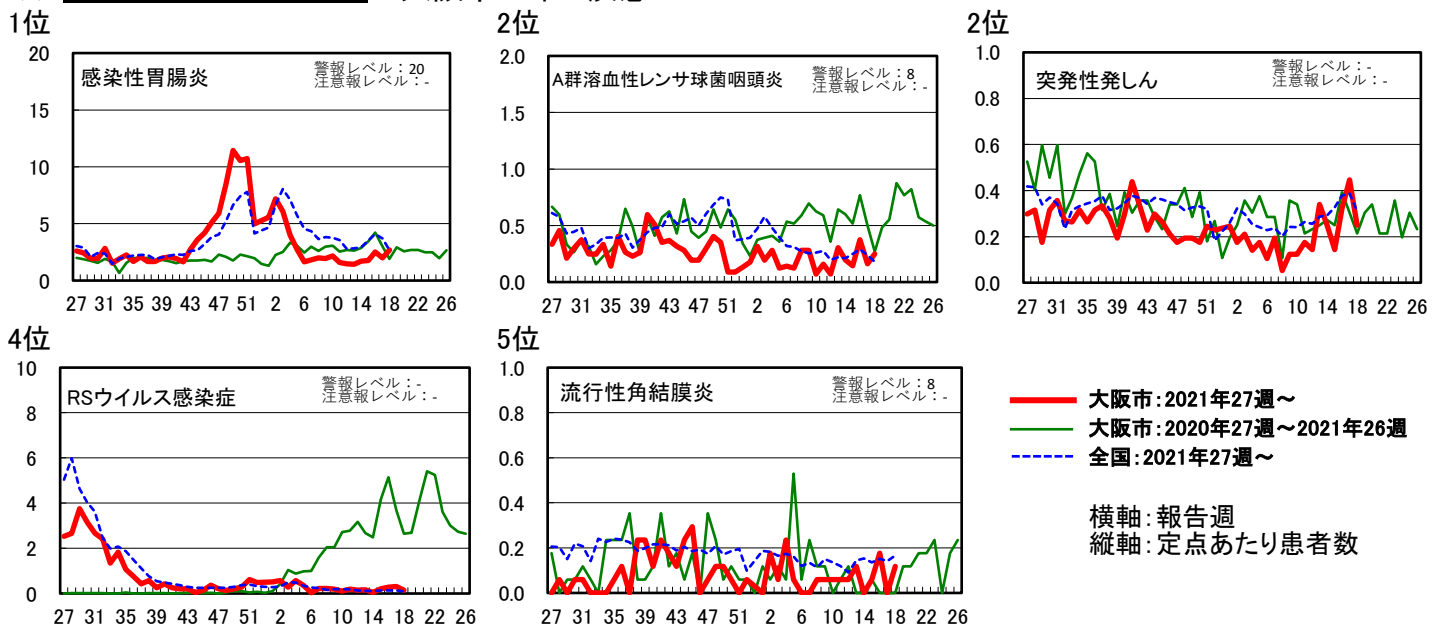 1位
20
15
10
5
0
感染性胃腸炎
警報レベル：20
注意報レベル：-
27 31 35 39 43 47 51 2 6 10 14 18 22 26
2位
2.0
1.5
1.0
0.5
0.0
A群溶血性レンサ球菌咽頭炎
警報レベル：8
注意報レベル：-
27 31 35 39 43 47 51 2 6 10 14 18 22 26
2位
1.0
0.8
0.6
0.4
0.2
0.0
突発性発しん
警報レベル：-
注意報レベル：-
27 31 35 39 43 47 51 2 6 10 14 18 22 26
4位
10
8
6
4
2
0
RSウイルス感染症
警報レベル：-
注意報レベル：-
27 31 35 39 43 47 51 2 6 10 14 18 22 26
5位
1.0
0.8
0.6
0.4
0.2
0.0
流行性角結膜炎
警報レベル：8
注意報レベル：-
27 31 35 39 43 47 51 2 6 10 14 18 22 26
大阪市：2021年27週～
大阪市：2020年27週～2021年26週
全国：2021年27週～
横軸：報告週
縦軸：定点あたり患者数